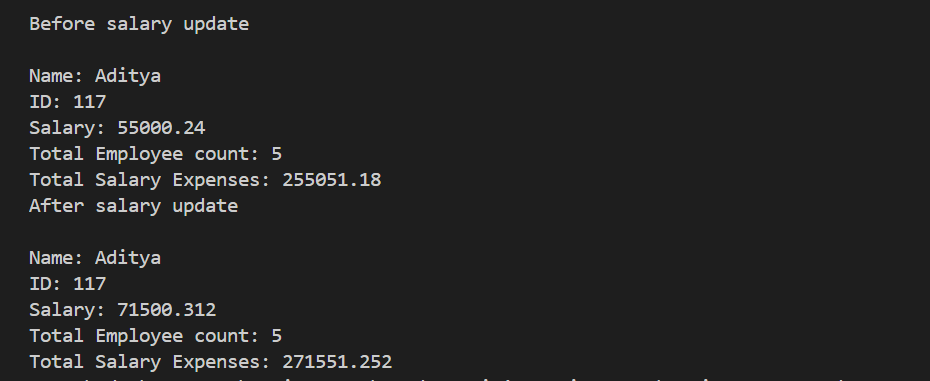 Before salary update
Name: Aditya
ID: 117
Salary: 55000.24
Total Employee count: 5
Total Salary Expenses: 255051.18
After salary update
Name: Aditya
ID: 117
Salary: 71500.312
Total Employee count: 5
Total Salary Expenses: 271551.252